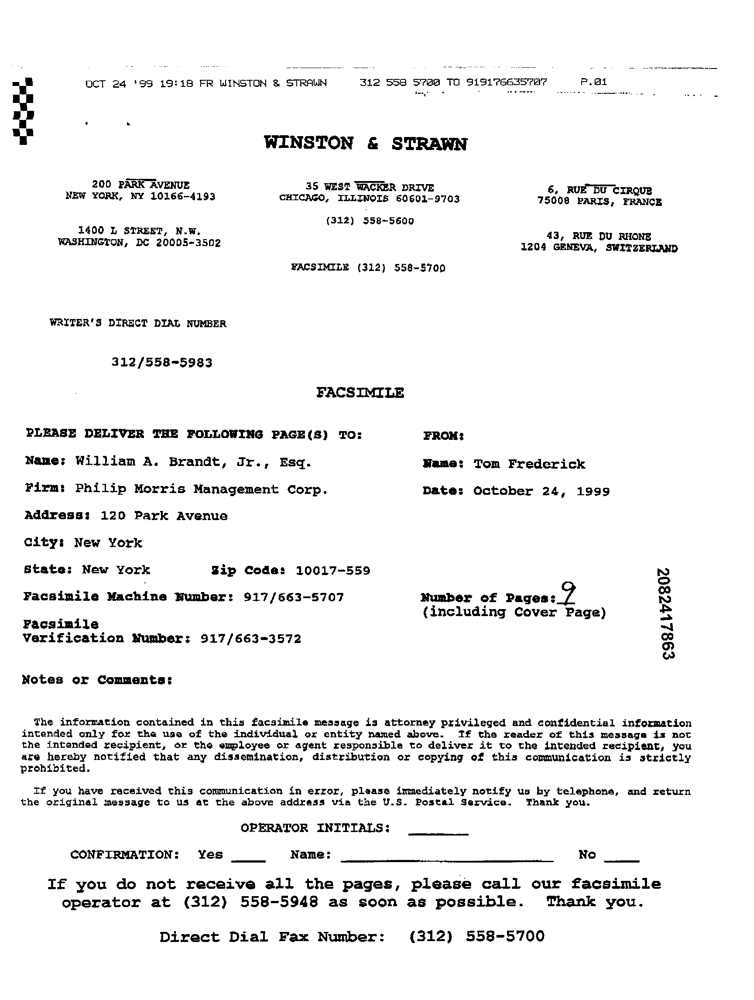 OCT 24 '99 19:18 FR WINSTON & STRAWN 312 558 5700 TO 919176635707 P.01
WINSTON & STRAWN
200 PARK AVENUE
NEW YORK, NY 10166-4193
35 WEST WACKER DRIVE
CHICAGO, ILLINOIS 60601-9703
6, RUE DU CIRQUE
75008 PARIS, FRANCE
(312) 558-5600
1400 L STREET, N.W.
WASHINGTON, DC 20005-3502
43, RUE DU RHONE
1204 GENEVA, SWITZERLAND
FACSIMILE (312) 558-5700
WRITER'S DIRECT DIAL NUMBER
312/558-5983
FACSIMILE
PLEASE DELIVER THE FOLLOWING PAGE(S) TO: FROM:
Name: William A. Brandt, Jr., Esq. Name: Tom Frederick
Firm: Philip Morris Management Corp. Date: October 24, 1999
Address: 120 Park Avenue
City: New York
State: New York Zip Code: 10017-559
Facsimile Machine Number: 917/663-5707 Number of Pages: 9
(including Cover Page)
Facsimile
Verification Number: 917/663-3572
2082417863
Notes or Comments:
The information contained in this facsimile message is attorney privileged and confidential information
intended only for the use of the individual or entity named above. If the reader of this message is not
the intended recipient, or the employee or agent responsible to deliver it to the intended recipient, you
are hereby notified that any dissemination, distribution or copying of this communication is strictly
prohibited.
If you have received this communication in error, please immediately notify us by telephone, and return
the original message to us at the above address via the U.S. Postal Service. Thank you.
OPERATOR INITIALS: ______
CONFIRMATION: Yes ____ Name: ________________________ No ____
If you do not receive all the pages, please call our facsimile
operator at (312) 558-5948 as soon as possible. Thank you.
Direct Dial Fax Number: (312) 558-5700